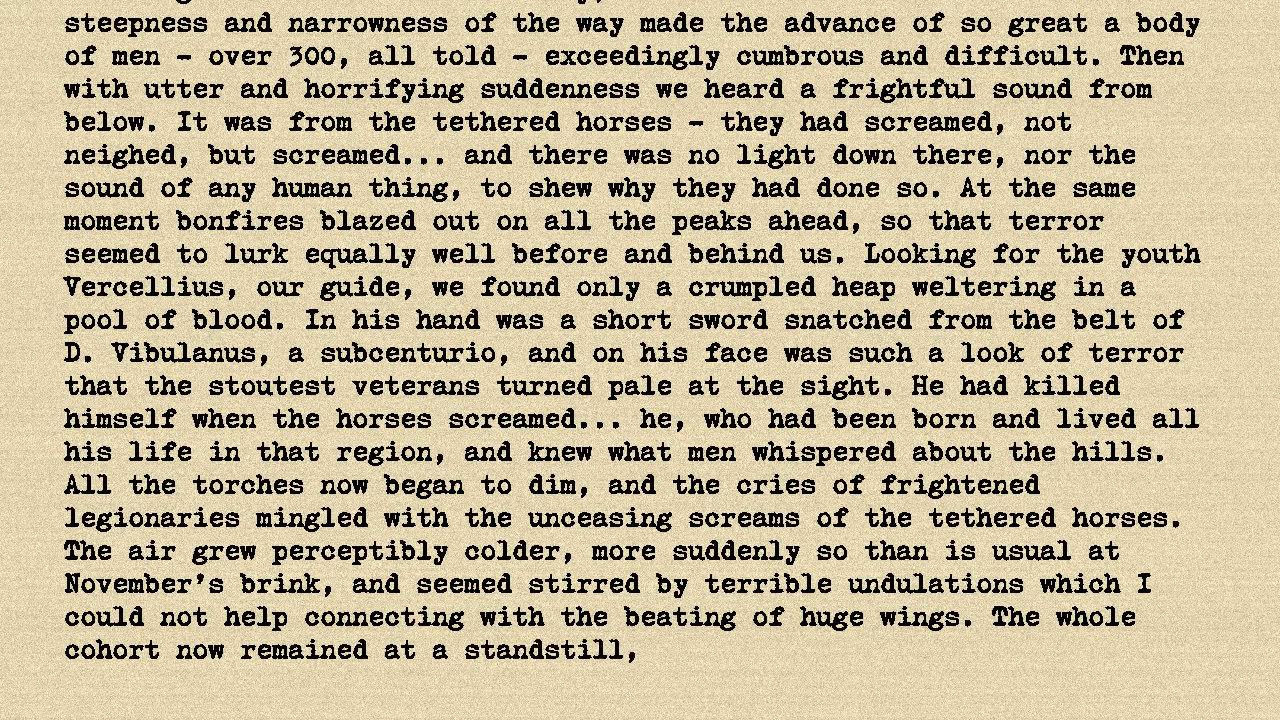 steepness and narrowness of the way made the advance of so great a body
of men – over 300, all told – exceedingly cumbrous and difficult. Then
with utter and horrifying suddenness we heard a frightful sound from
below. It was from the tethered horses – they had screamed, not
neighed, but screamed... and there was no light down there, nor the
sound of any human thing, to shew why they had done so. At the same
moment bonfires blazed out on all the peaks ahead, so that terror
seemed to lurk equally well before and behind us. Looking for the youth
Vercellius, our guide, we found only a crumpled heap weltering in a
pool of blood. In his hand was a short sword snatched from the belt of
D. Vibulanus, a subcenturio, and on his face was such a look of terror
that the stoutest veterans turned pale at the sight. He had killed
himself when the horses screamed... he, who had been born and lived all
his life in that region, and knew what men whispered about the hills.
All the torches now began to dim, and the cries of frightened
legionaries mingled with the unceasing screams of the tethered horses.
The air grew perceptibly colder, more suddenly so than is usual at
November’s brink, and seemed stirred by terrible undulations which I
could not help connecting with the beating of huge wings. The whole
cohort now remained at a standstill,